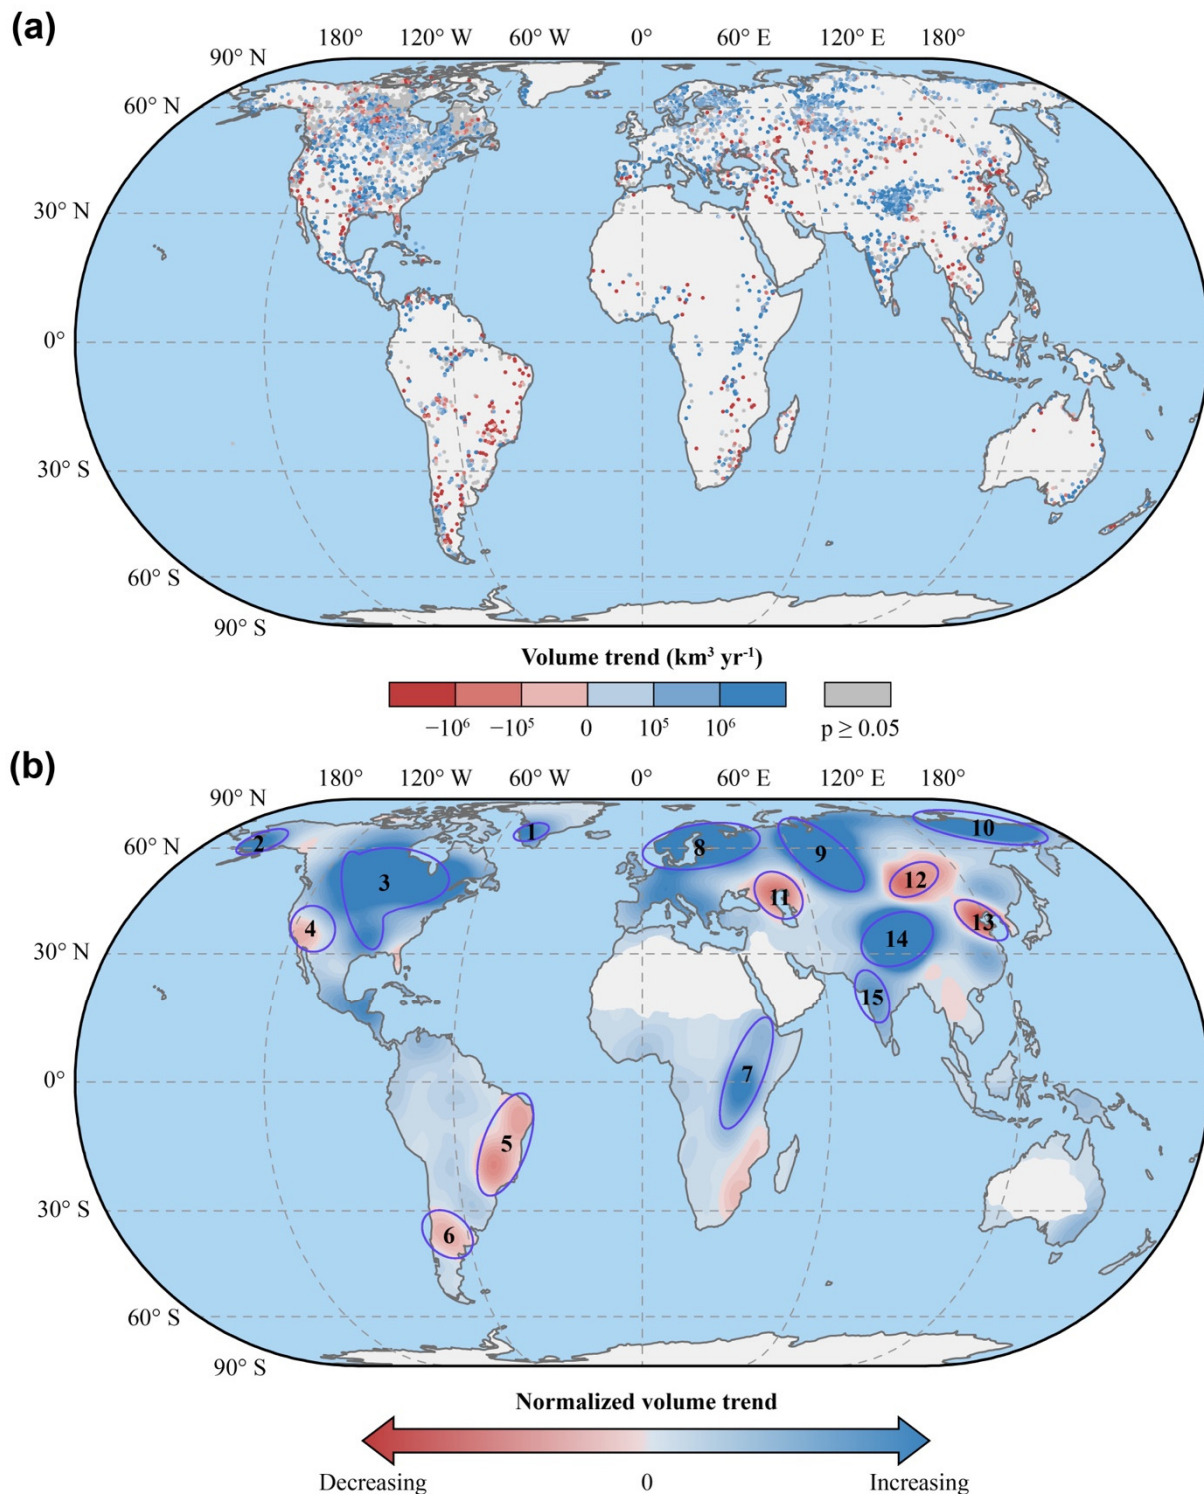 (a)
180° 120° W 60° W 0° 60° E 120° E 180°
90° N
60° N
30° N
0°
30° S
60° S
90° S
Volume trend (km³ yr⁻¹)
−10⁶ −10⁵ 0 10⁵ 10⁶ p ≥ 0.05
(b)
180° 120° W 60° W 0° 60° E 120° E 180°
90° N
60° N
30° N
0°
30° S
60° S
90° S
1
2
3
4
5
6
7
8
9
10
11
12
13
14
15
Normalized volume trend
Decreasing 0 Increasing